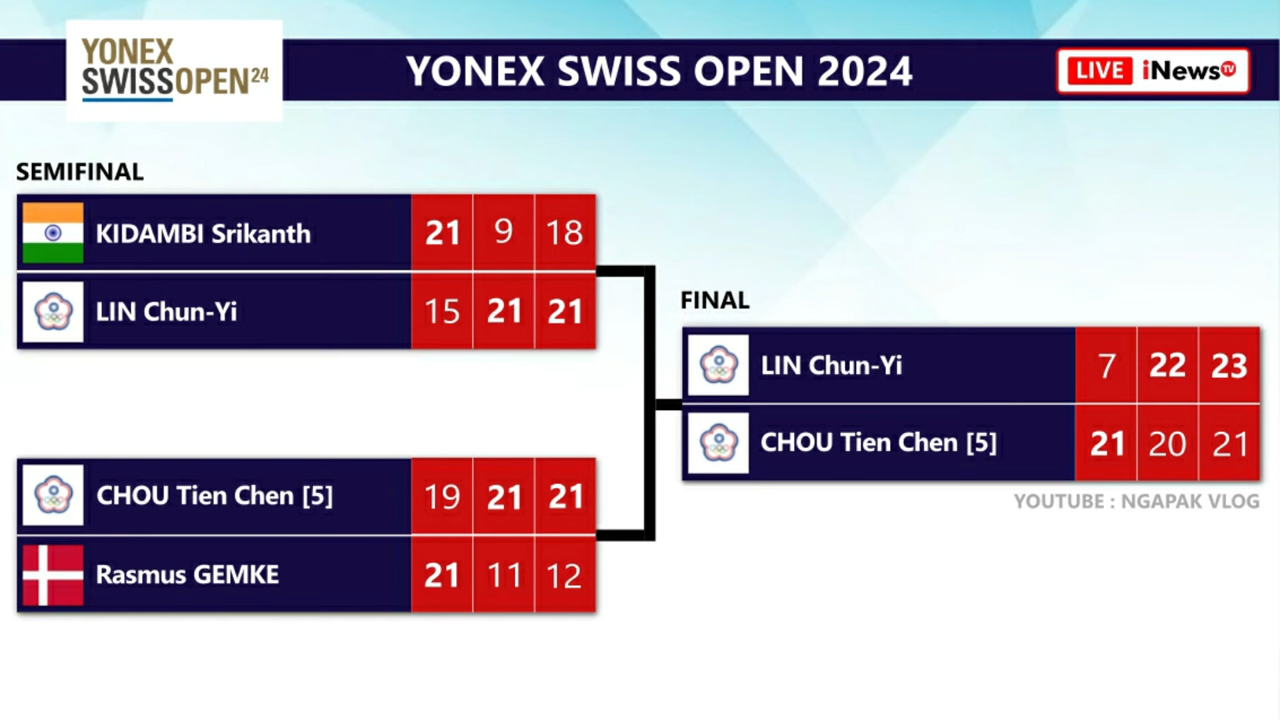 YONEX
SWISSOPEN24
YONEX SWISS OPEN 2024
LIVE iNewsTV
SEMIFINAL
KIDAMBI Srikanth 21 9 18
LIN Chun-Yi 15 21 21
FINAL
LIN Chun-Yi 7 22 23
CHOU Tien Chen [5] 21 20 21
YOUTUBE : NGAPAK VLOG
CHOU Tien Chen [5] 19 21 21
Rasmus GEMKE 21 11 12